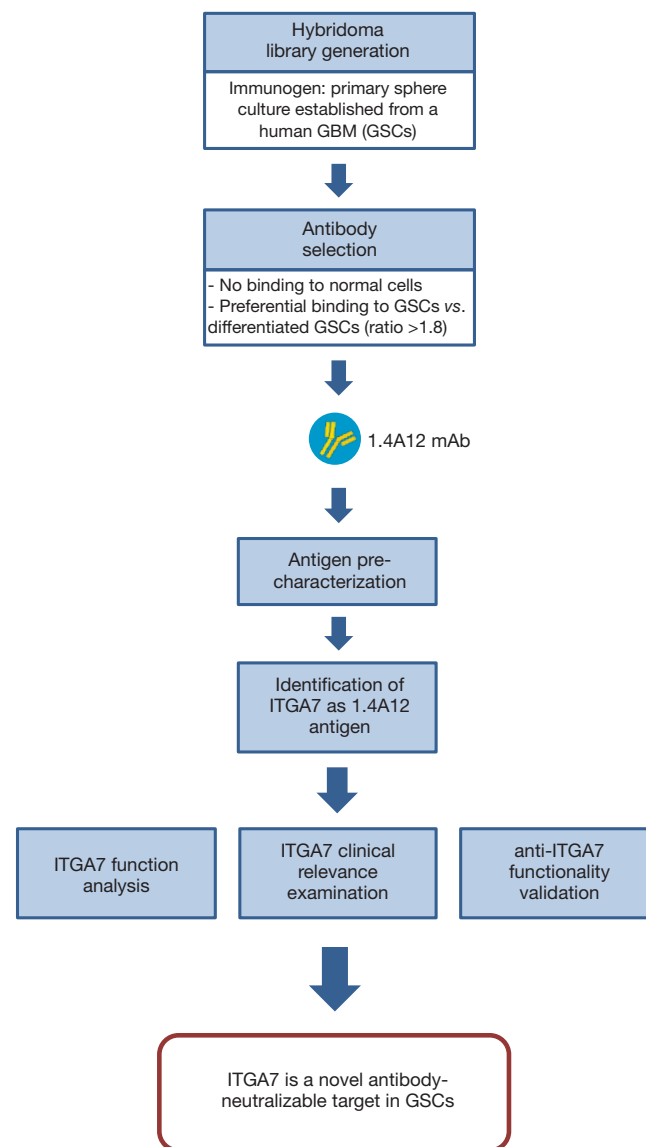 Hybridoma
library generation
Immunogen: primary sphere
culture established from a
human GBM (GSCs)
Antibody
selection
- No binding to normal cells
- Preferential binding to GSCs vs.
differentiated GSCs (ratio >1.8)
1.4A12 mAb
Antigen pre-
characterization
Identification of
ITGA7 as 1.4A12
antigen
ITGA7 function
analysis
ITGA7 clinical
relevance
examination
anti-ITGA7
functionality
validation
ITGA7 is a novel antibody-
neutralizable target in GSCs